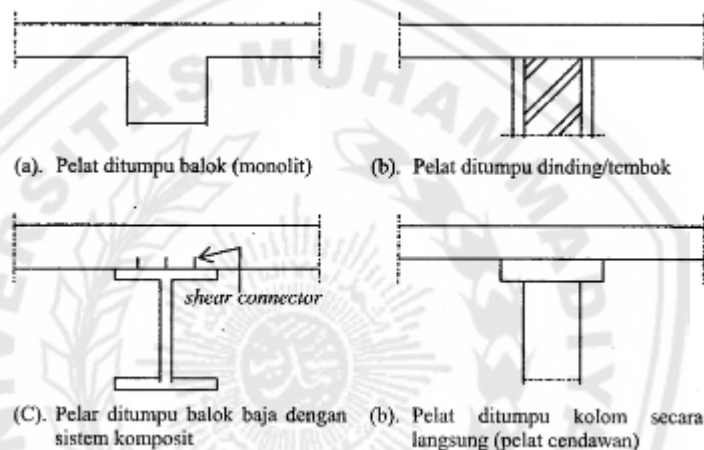 (a). Pelat ditumpu balok (monolit)
(b). Pelat ditumpu dinding/tembok
shear connector
(C). Pelar ditumpu balok baja dengan
sistem komposit
(b). Pelat ditumpu kolom secara
langsung (pelat cendawan)